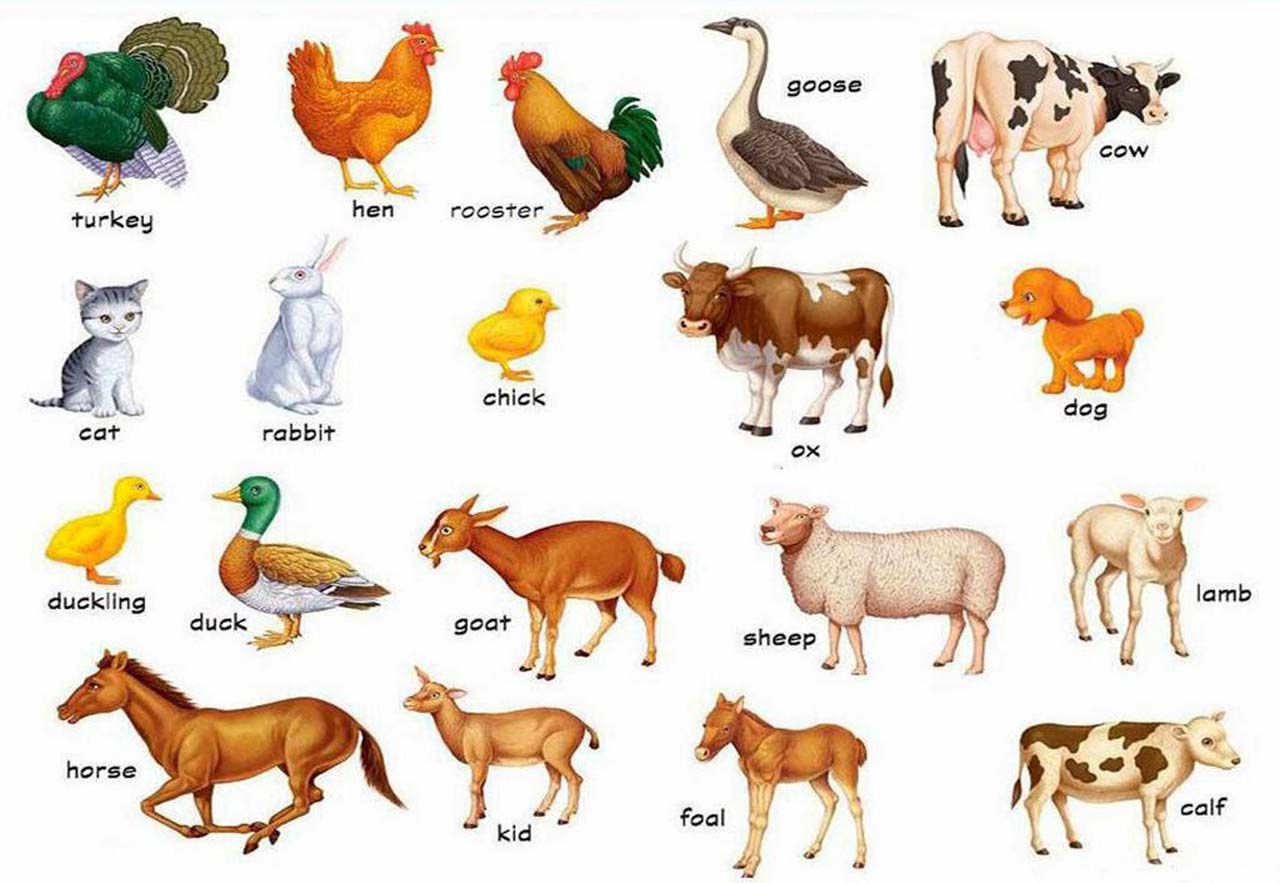 turkey
hen
rooster
goose
cow
cat
rabbit
chick
ox
dog
duckling
duck
goat
sheep
lamb
horse
kid
foal
calf